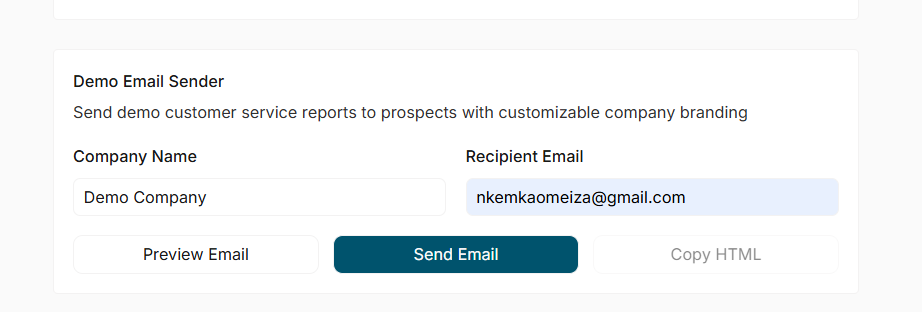 Demo Email Sender
Send demo customer service reports to prospects with customizable company branding
Company Name
Recipient Email
Demo Company
nkemkaomeiza@gmail.com
Preview Email
Send Email
Copy HTML